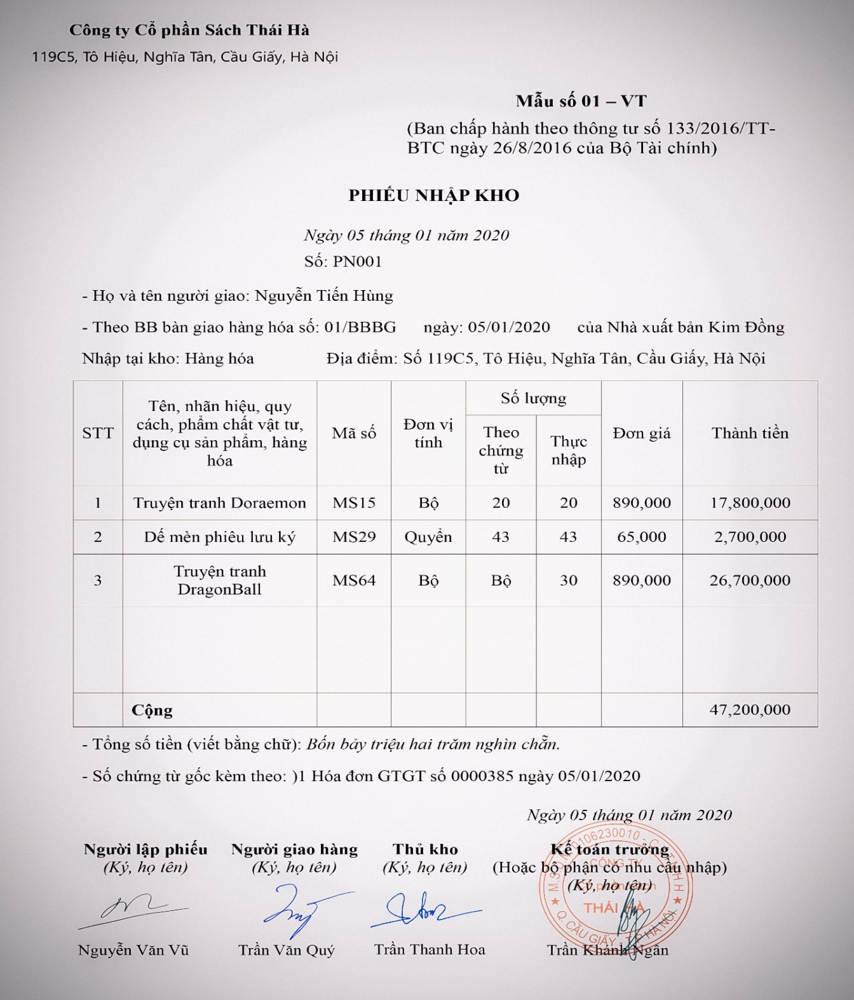 Công ty Cổ phần Sách Thái Hà
119C5, Tô Hiệu, Nghĩa Tân, Cầu Giấy, Hà Nội
Mẫu số 01 – VT
(Ban chấp hành theo thông tư số 133/2016/TT-
BTC ngày 26/8/2016 của Bộ Tài chính)
PHIẾU NHẬP KHO
Ngày 05 tháng 01 năm 2020
Số: PN001
- Họ và tên người giao: Nguyễn Tiến Hùng
- Theo BB bàn giao hàng hóa số: 01/BBBG ngày: 05/01/2020 của Nhà xuất bản Kim Đồng
Nhập tại kho: Hàng hóa Địa điểm: Số 119C5, Tô Hiệu, Nghĩa Tân, Cầu Giấy, Hà Nội
STT
Tên, nhãn hiệu, quy
cách, phẩm chất vật tư,
dụng cụ sản phẩm, hàng
hóa
Mã số
Đơn vị
tính
Số lượng
Theo
chứng
từ
Thực
nhập
Đơn giá
Thành tiền
1 Truyện tranh Doraemon MS15 Bộ 20 20 890,000 17,800,000
2 Dế mèn phiêu lưu ký MS29 Quyển 43 43 65,000 2,700,000
3 Truyện tranh
DragonBall MS64 Bộ Bộ 30 890,000 26,700,000
Cộng 47,200,000
- Tổng số tiền (viết bằng chữ): Bốn bảy triệu hai trăm nghìn chẵn.
- Số chứng từ gốc kèm theo: )1 Hóa đơn GTGT số 0000385 ngày 05/01/2020
Ngày 05 tháng 01 năm 2020
Người lập phiếu Người giao hàng Thủ kho Kế toán trưởng
(Ký, họ tên) (Ký, họ tên) (Ký, họ tên) (Hoặc bộ phận có nhu cầu nhập)
(Ký, họ tên)
CÔNG TY
THÁI HÀ
Q. CẦU GIẤY - T.P HÀ NỘI
Nguyễn Văn Vũ Trần Văn Quý Trần Thanh Hoa Trần Khánh Ngân